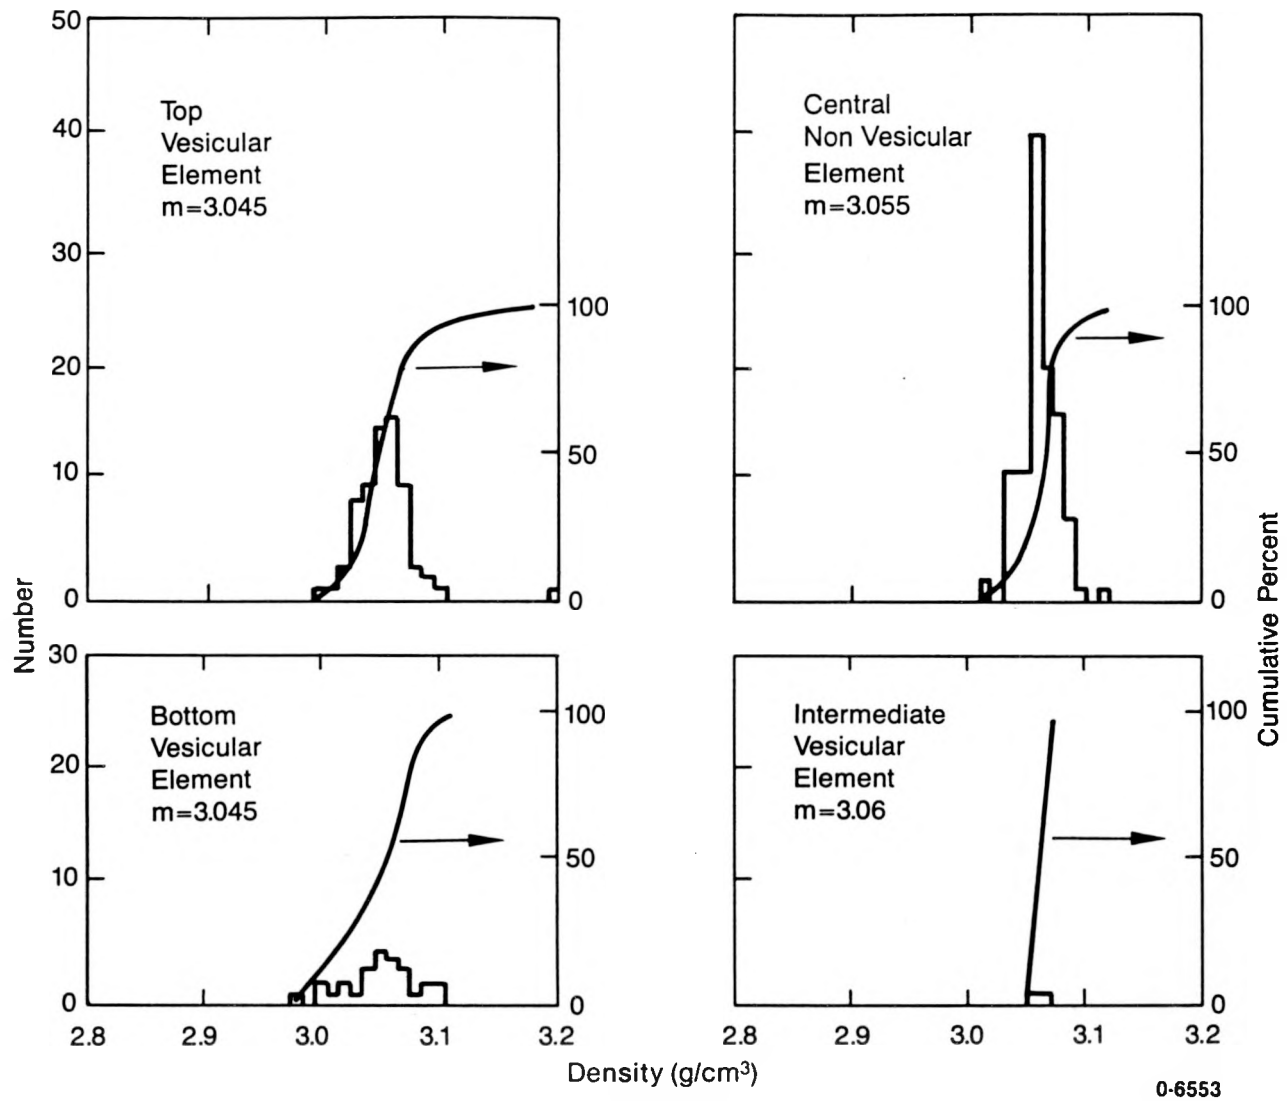 50
40
30
20
10
0
Top
Vesicular
Element
m=3.045
100
50
0
Central
Non Vesicular
Element
m=3.055
100
50
0
Number
Cumulative Percent
30
20
10
0
Bottom
Vesicular
Element
m=3.045
100
50
0
Intermediate
Vesicular
Element
m=3.06
100
50
0
2.8 2.9 3.0 3.1 3.2
2.8 2.9 3.0 3.1 3.2
Density (g/cm³)
0-6553